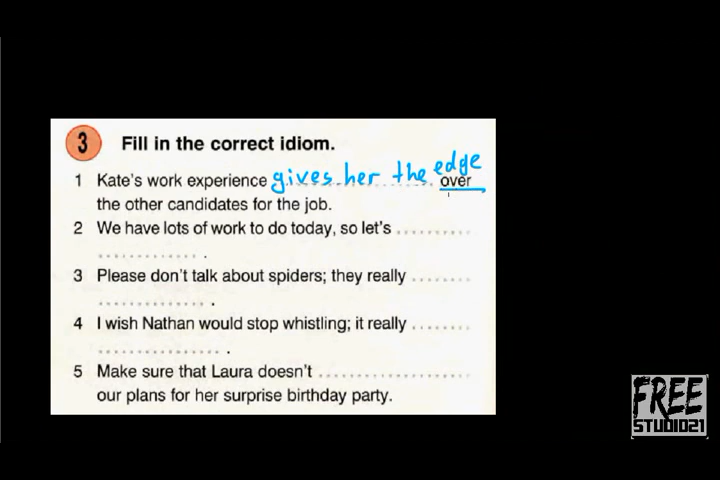 3 Fill in the correct idiom.
1 Kate's work experience gives her the edge over
the other candidates for the job.
2 We have lots of work to do today, so let's ..........
.............. .
3 Please don't talk about spiders; they really ........
............... .
4 I wish Nathan would stop whistling; it really ........
................. .
5 Make sure that Laura doesn't ......................
our plans for her surprise birthday party.
FREE
STUDIO21